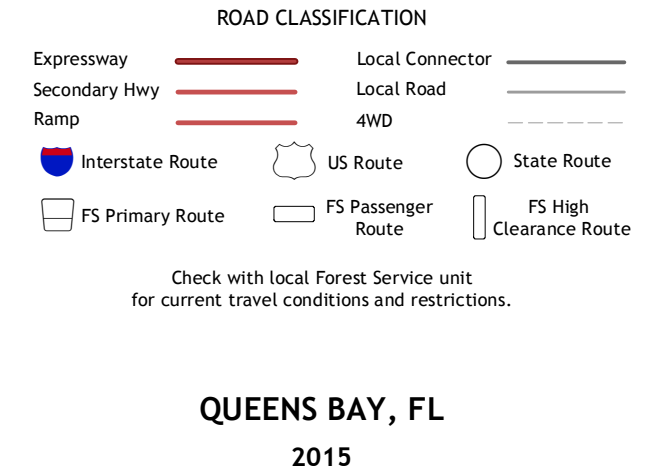 ROAD CLASSIFICATION
Expressway
Local Connector
Secondary Hwy
Local Road
Ramp
4WD
Interstate Route
US Route
State Route
FS Primary Route
FS Passenger
Route
FS High
Clearance Route
Check with local Forest Service unit
for current travel conditions and restrictions.
QUEENS BAY, FL
2015